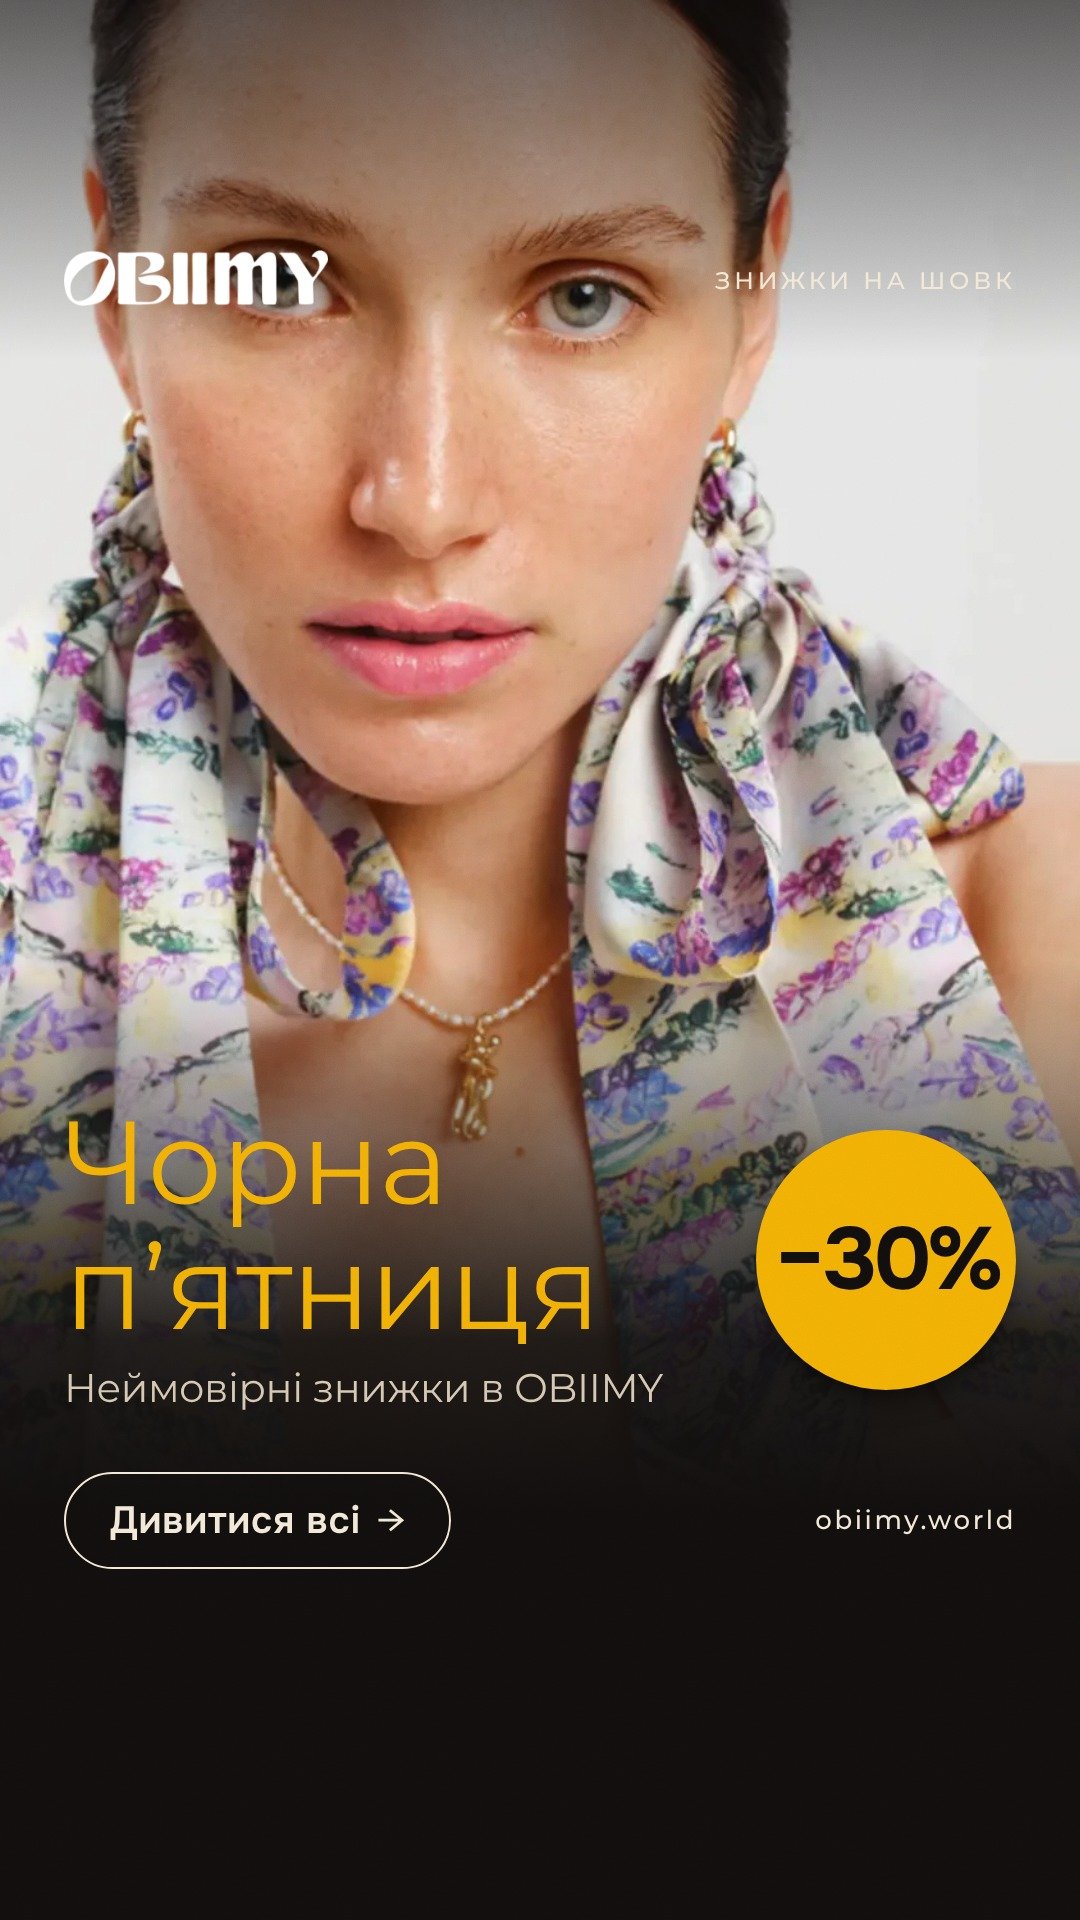 OBIIMY
ЗНИЖКИ НА ШОВК
Чорна
п’ятниця
-30%
Неймовірні знижки в OBIIMY
Дивитися всі →
obiimy.world